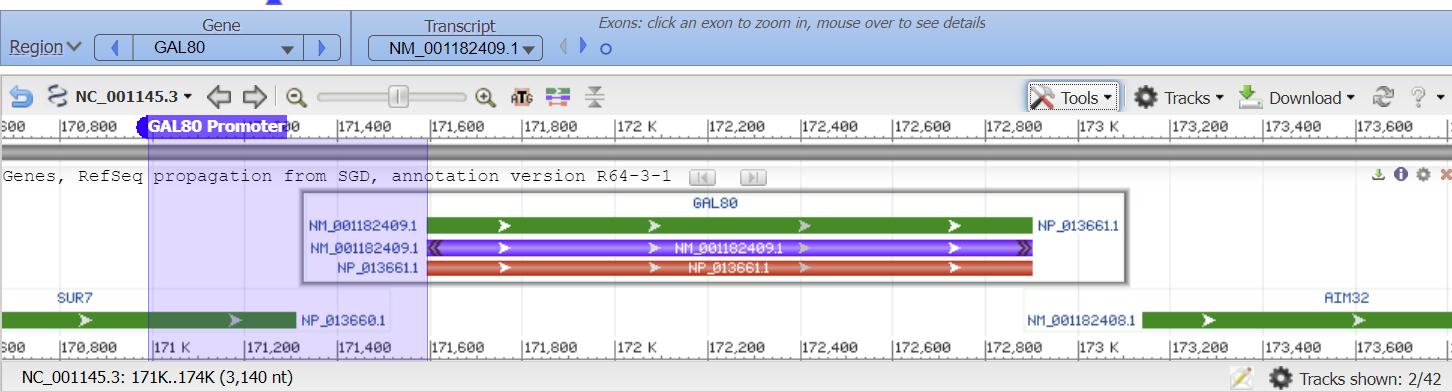 Gene
Transcript
Exons: click an exon to zoom in, mouse over to see details
Region
GAL80
NM_001182409.1
NC_001145.3
ATG
Tools
Tracks
Download
?
GAL80 Promoter
600 |170,800 |171,400 |171,600 |171,800 |172 K |172,200 |172,400 |172,600 |172,800 |173 K |173,200 |173,400 |173,600
Genes, RefSeq propagation from SGD, annotation version R64-3-1
GAL80
NM_001182409.1 NP_013661.1
NM_001182409.1 NM_001182409.1
NP_013661.1 NP_013661.1
SUR7 AIM32
NP_013660.1 NM_001182408.1
600 |170,800 |171 K |171,200 |171,400 |171,600 |171,800 |172 K |172,200 |172,400 |172,600 |172,800 |173 K |173,200 |173,400 |173,600
NC_001145.3: 171K..174K (3,140 nt)
Tracks shown: 2/42